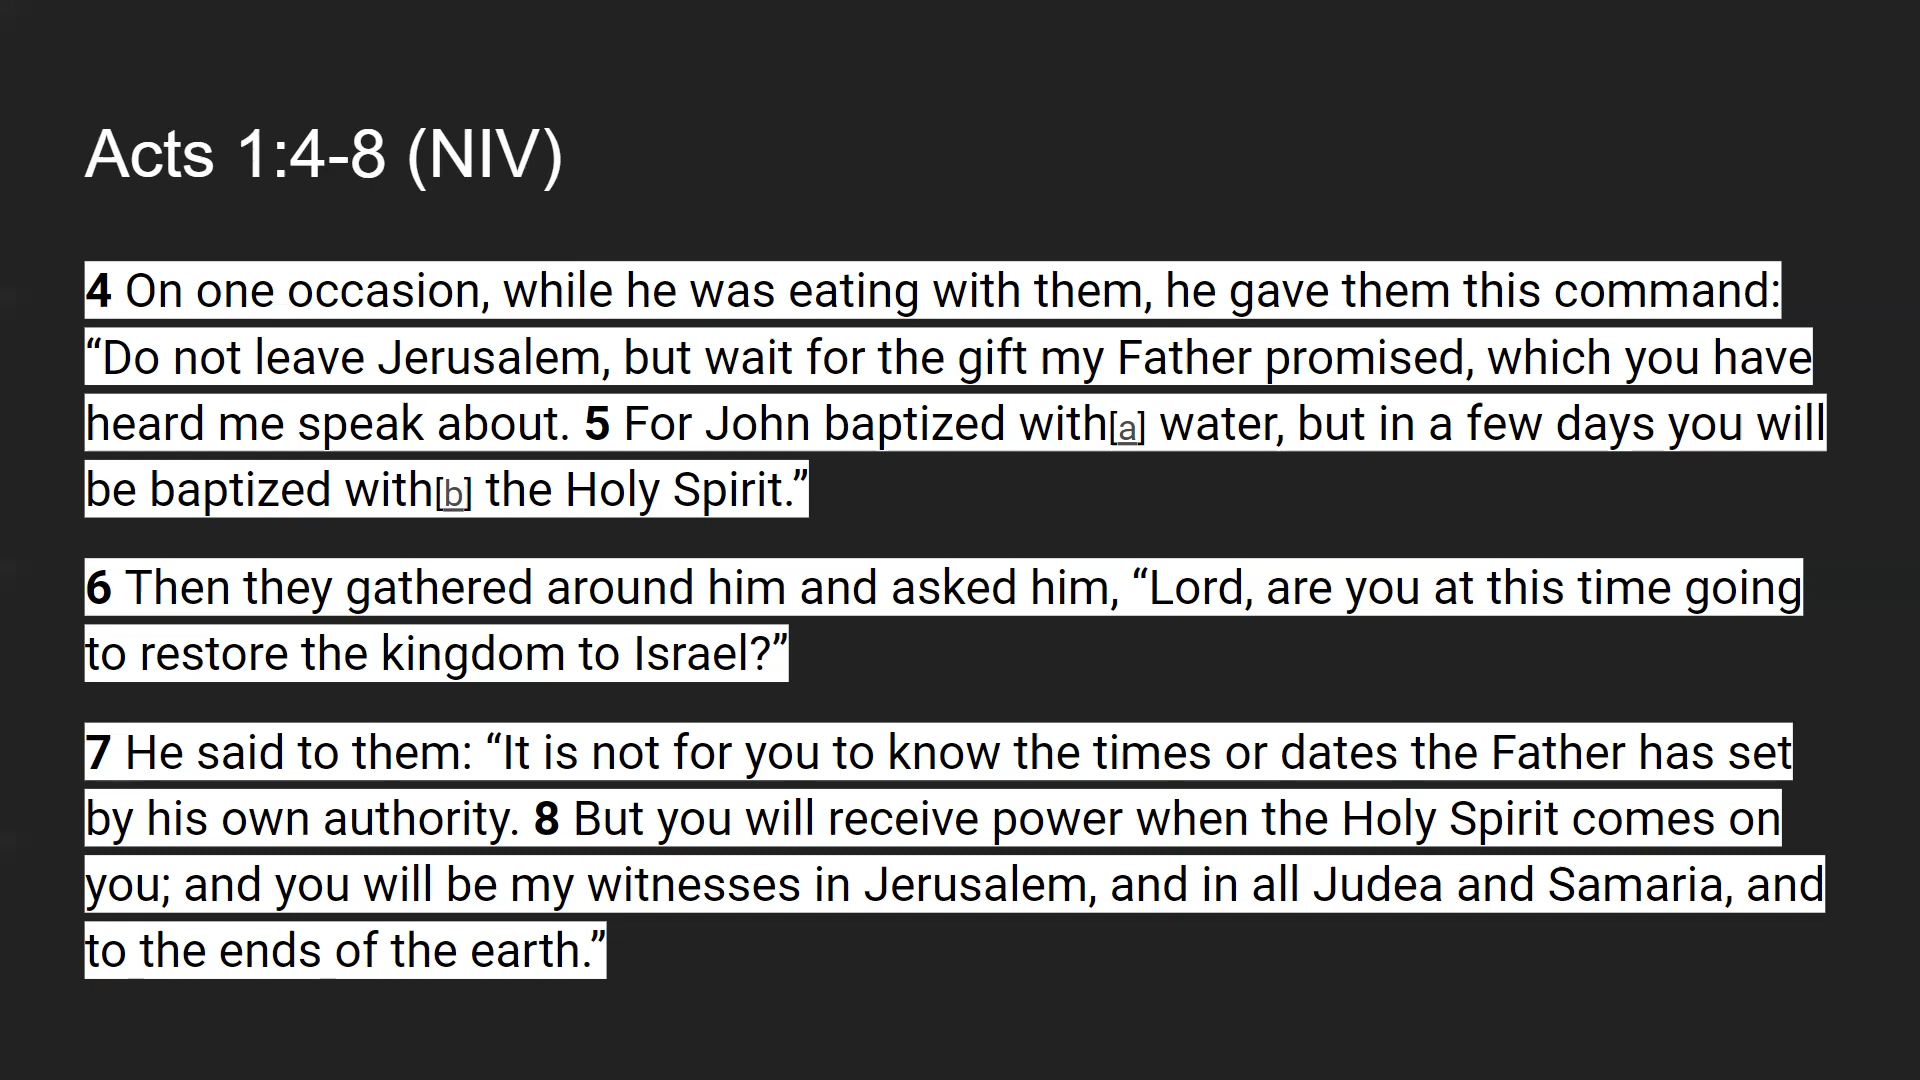 Acts 1:4-8 (NIV)
4 On one occasion, while he was eating with them, he gave them this command:
“Do not leave Jerusalem, but wait for the gift my Father promised, which you have
heard me speak about. 5 For John baptized with[a] water, but in a few days you will
be baptized with[b] the Holy Spirit.”
6 Then they gathered around him and asked him, “Lord, are you at this time going
to restore the kingdom to Israel?”
7 He said to them: “It is not for you to know the times or dates the Father has set
by his own authority. 8 But you will receive power when the Holy Spirit comes on
you; and you will be my witnesses in Jerusalem, and in all Judea and Samaria, and
to the ends of the earth.”